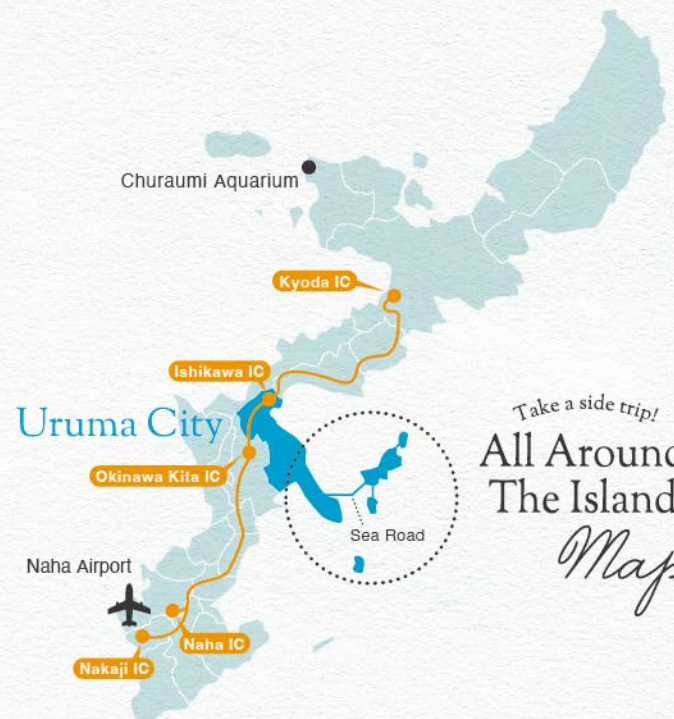 Churaumi Aquarium
Kyoda IC
Ishikawa IC
Uruma City
Okinawa Kita IC
Take a side trip!
All Around
The Island
Map
Sea Road
Naha Airport
Naha IC
Nakaji IC